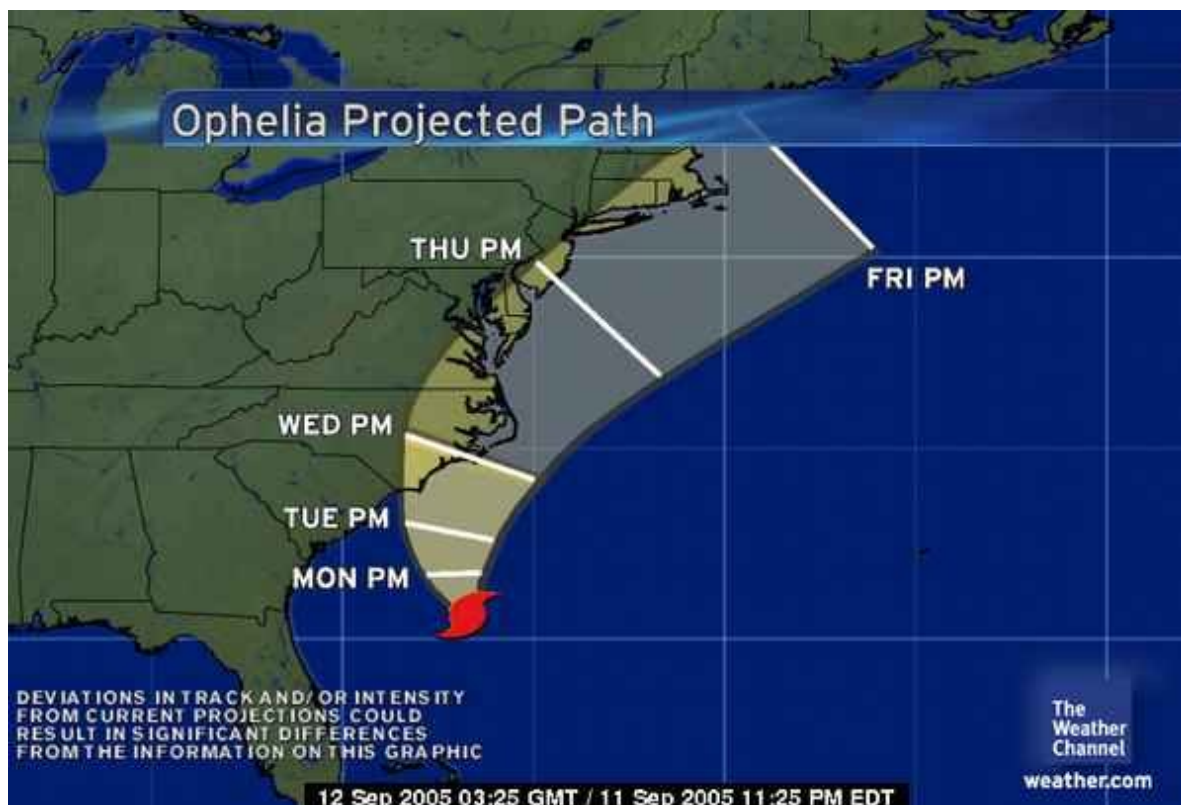 Ophelia Projected Path
THU PM
FRI PM
WED PM
TUE PM
MON PM
DEVIATIONS IN TRACK AND/OR INTENSITY
FROM CURRENT PROJECTIONS COULD
RESULT IN SIGNIFICANT DIFFERENCES
FROM THE INFORMATION ON THIS GRAPHIC
The
Weather
Channel
weather.com
12 Sep 2005 03:25 GMT / 11 Sep 2005 11:25 PM EDT